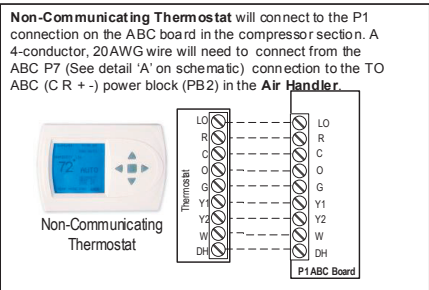 Non-Communicating Thermostat will connect to the P1
connection on the ABC board in the compressor section. A
4-conductor, 20AWG wire will need to connect from the
ABC P7 (See detail 'A' on schematic) connection to the TO
ABC (C R + -) power block (PB2) in the Air Handler.
LO
R
C
O
G
Y1
Y2
W
DH
Thermostat
LO
R
C
O
G
Y1
Y2
W
DH
P1 ABC Board
72
Non-Communicating
Thermostat